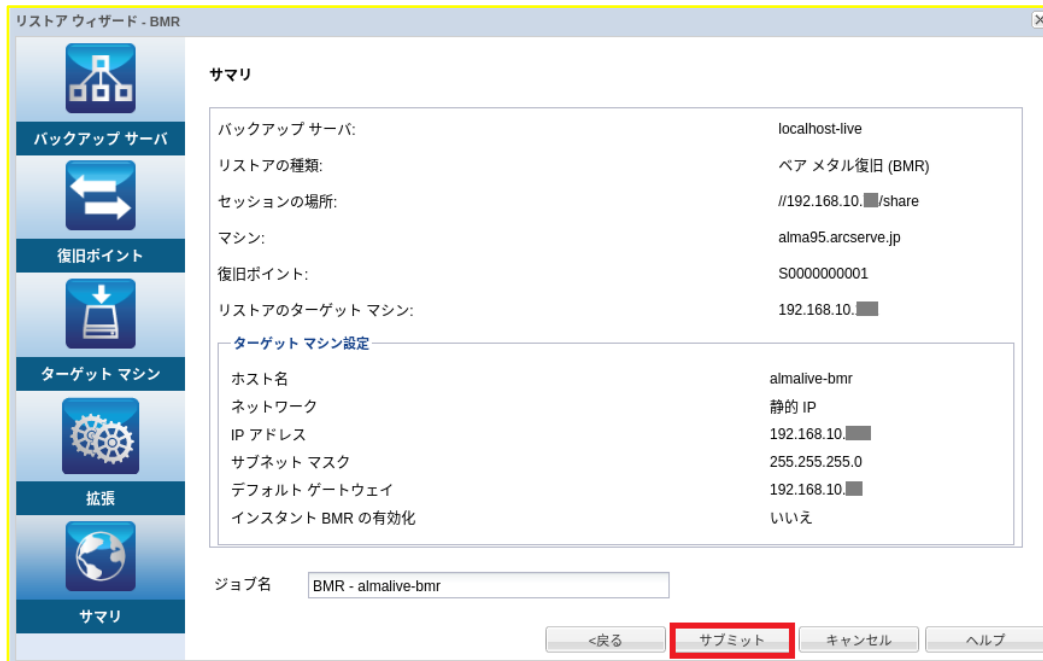 リストア ウィザード - BMR
バックアップ サーバ
復旧ポイント
ターゲット マシン
拡張
サマリ
サマリ
バックアップ サーバ: localhost-live
リストアの種類: ベア メタル復旧 (BMR)
セッションの場所: //192.168.10. /share
マシン: alma95.arcserve.jp
復旧ポイント: S0000000001
リストアのターゲット マシン: 192.168.10.
ターゲット マシン設定
ホスト名 almalive-bmr
ネットワーク 静的 IP
IP アドレス 192.168.10.
サブネット マスク 255.255.255.0
デフォルト ゲートウェイ 192.168.10.
インスタント BMR の有効化 いいえ
ジョブ名 BMR - almalive-bmr
<戻る サブミット キャンセル ヘルプ